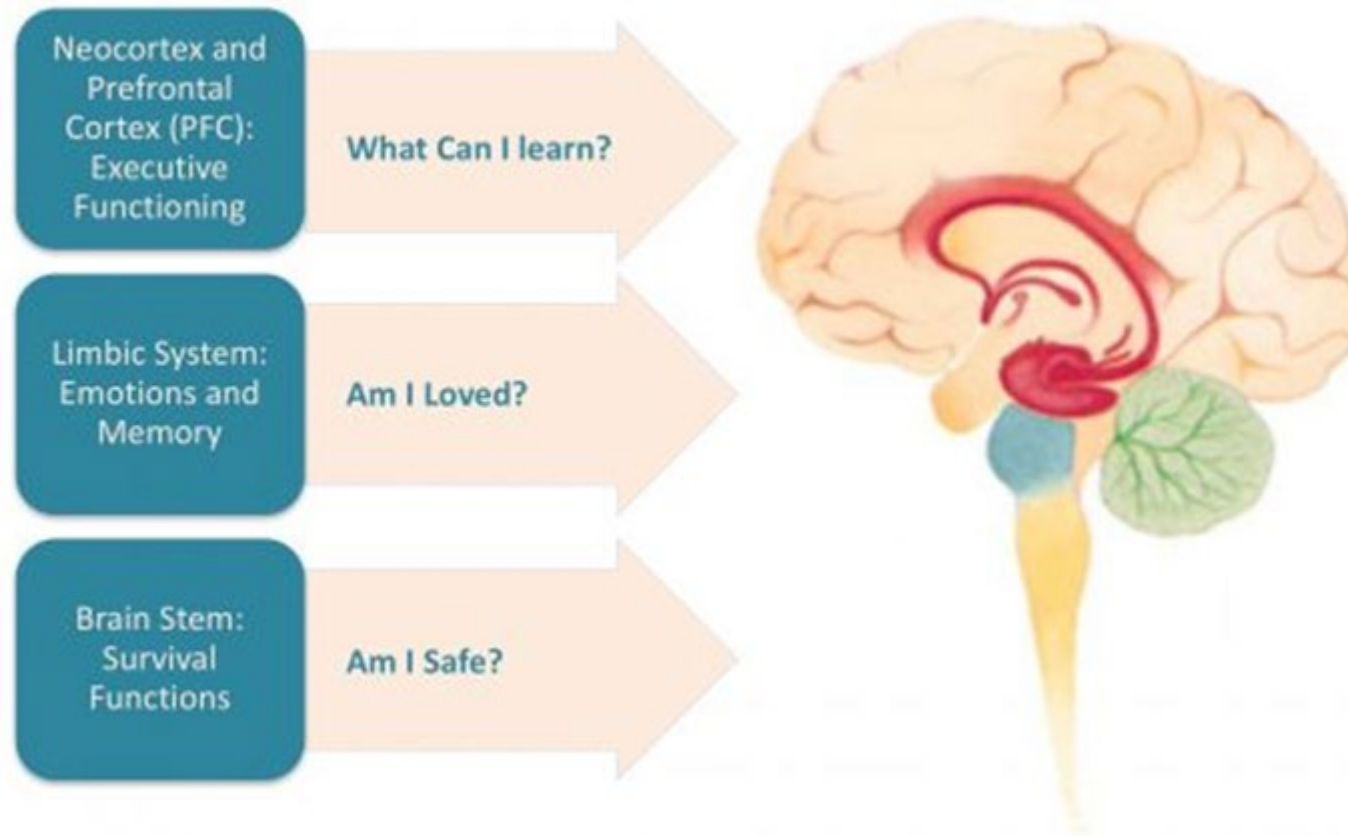 Neocortex and
Prefrontal
Cortex (PFC):
Executive
Functioning
What Can I learn?
Limbic System:
Emotions and
Memory
Am I Loved?
Brain Stem:
Survival
Functions
Am I Safe?